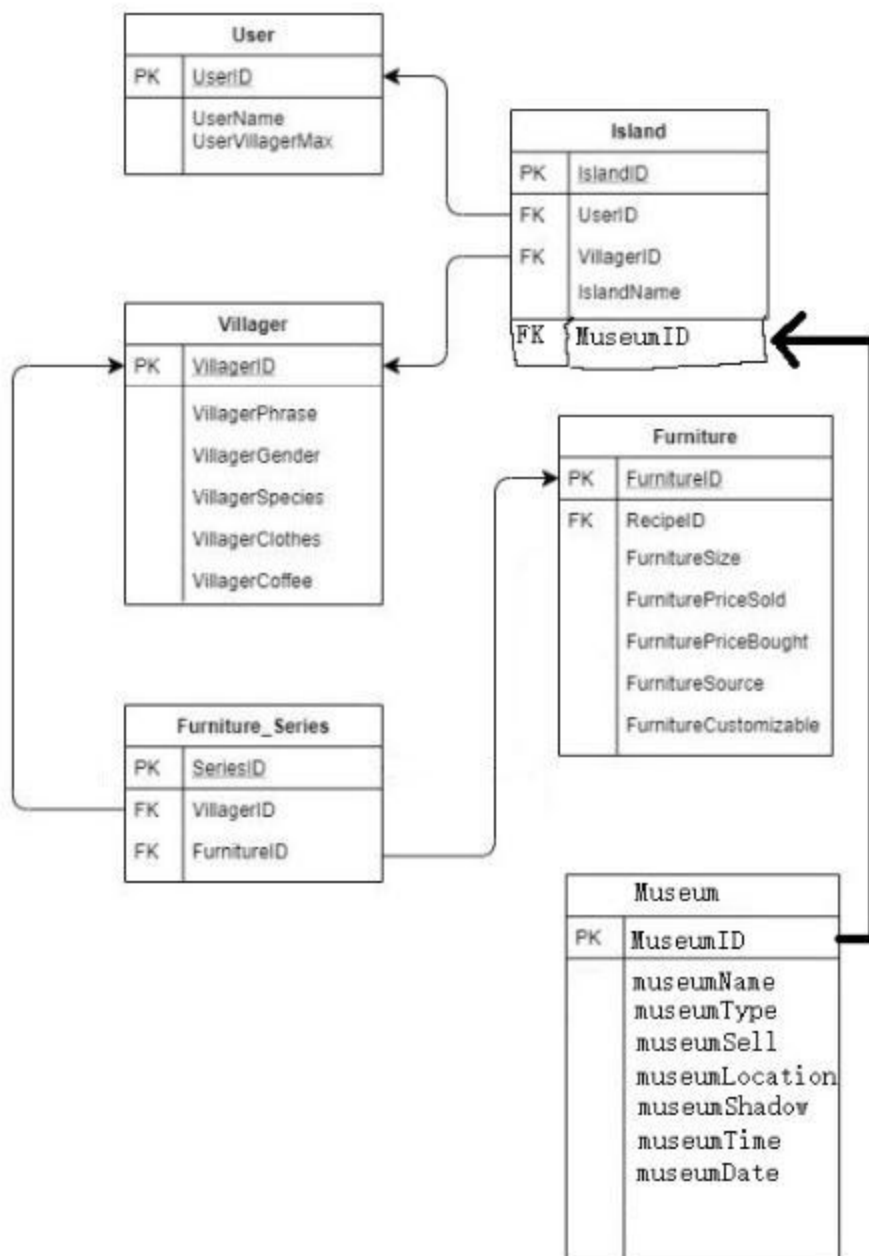 User
PK UserID
UserName
UserVillagerMax
Island
PK IslandID
FK UserID
FK VillagerID
IslandName
FK MuseumID
Villager
PK VillagerID
VillagerPhrase
VillagerGender
VillagerSpecies
VillagerClothes
VillagerCoffee
Furniture
PK FurnitureID
FK RecipeID
FurnitureSize
FurniturePriceSold
FurniturePriceBought
FurnitureSource
FurnitureCustomizable
Furniture_Series
PK SeriesID
FK VillagerID
FK FurnitureID
Museum
PK MuseumID
museumName
museumType
museumSell
museumLocation
museumShadow
museumTime
museumDate